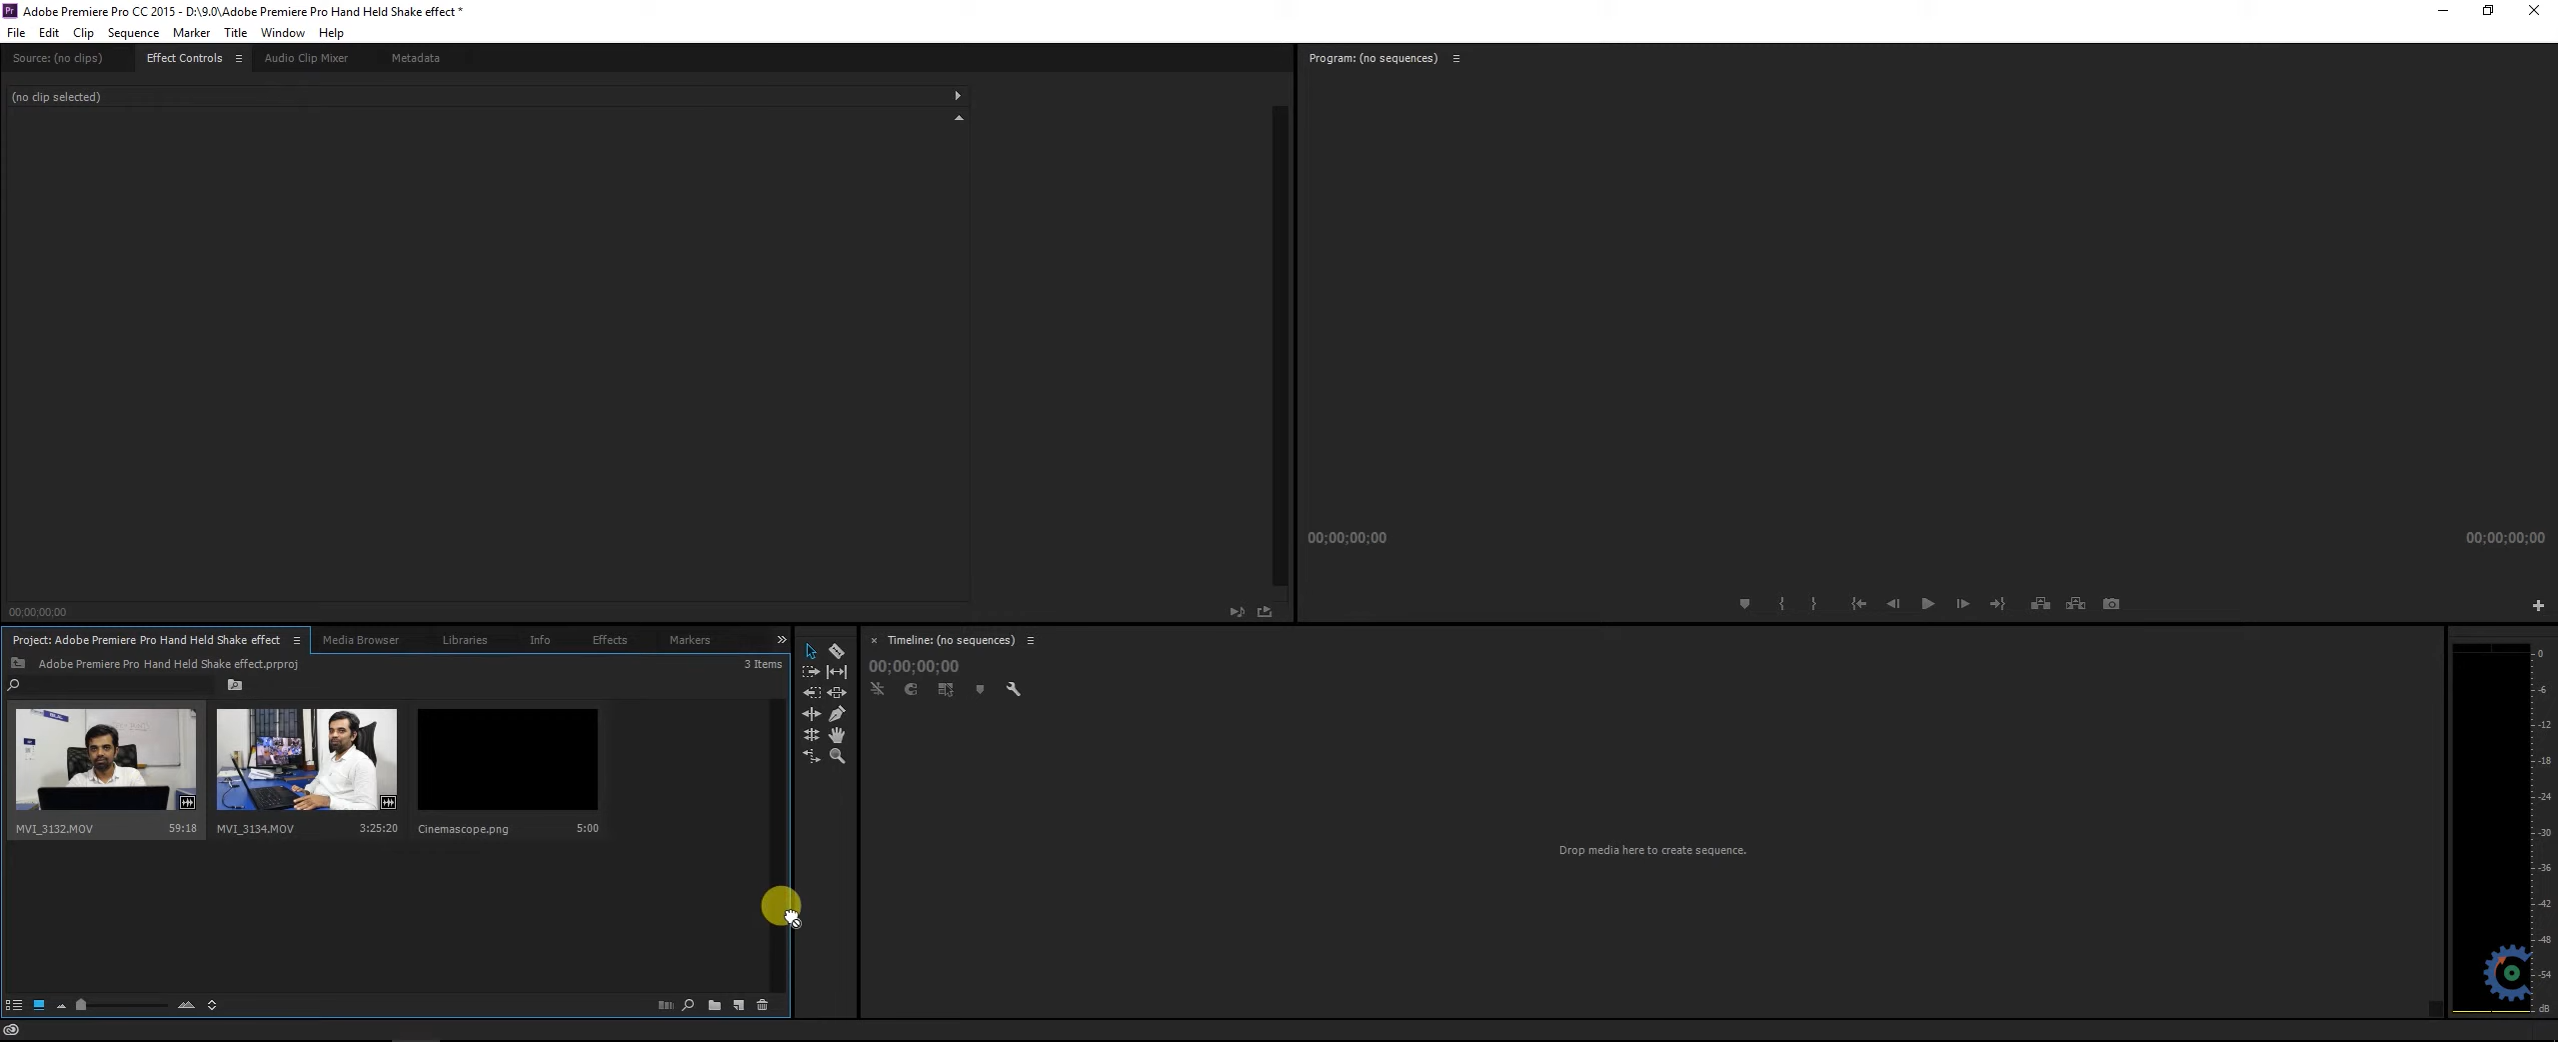 Adobe Premiere Pro CC 2015 - D:\9.0\Adobe Premiere Pro Hand Held Shake effect *
File Edit Clip Sequence Marker Title Window Help
Source: (no clips) Effect Controls Audio Clip Mixer Metadata
Program: (no sequences)
(no clip selected)
00;00;00;00
00;00;00;00
00;00;00;00
Project: Adobe Premiere Pro Hand Held Shake effect Media Browser Libraries Info Effects Markers
Adobe Premiere Pro Hand Held Shake effect.prproj
3 Items
MVI_3132.MOV 59:18
MVI_3134.MOV 3:25:20
Cinemascope.png 5:00
Timeline: (no sequences)
00;00;00;00
Drop media here to create sequence.
0
-6
-12
-18
-24
-30
-36
-42
-48
-54
dB